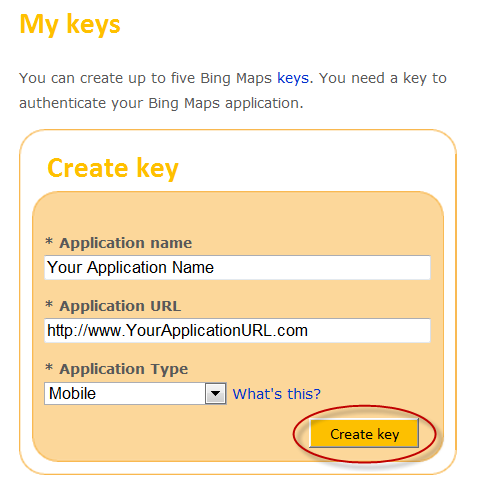 My keys
You can create up to five Bing Maps keys. You need a key to
authenticate your Bing Maps application.
Create key
* Application name
Your Application Name
* Application URL
http://www.YourApplicationURL.com
* Application Type
Mobile What's this?
Create key